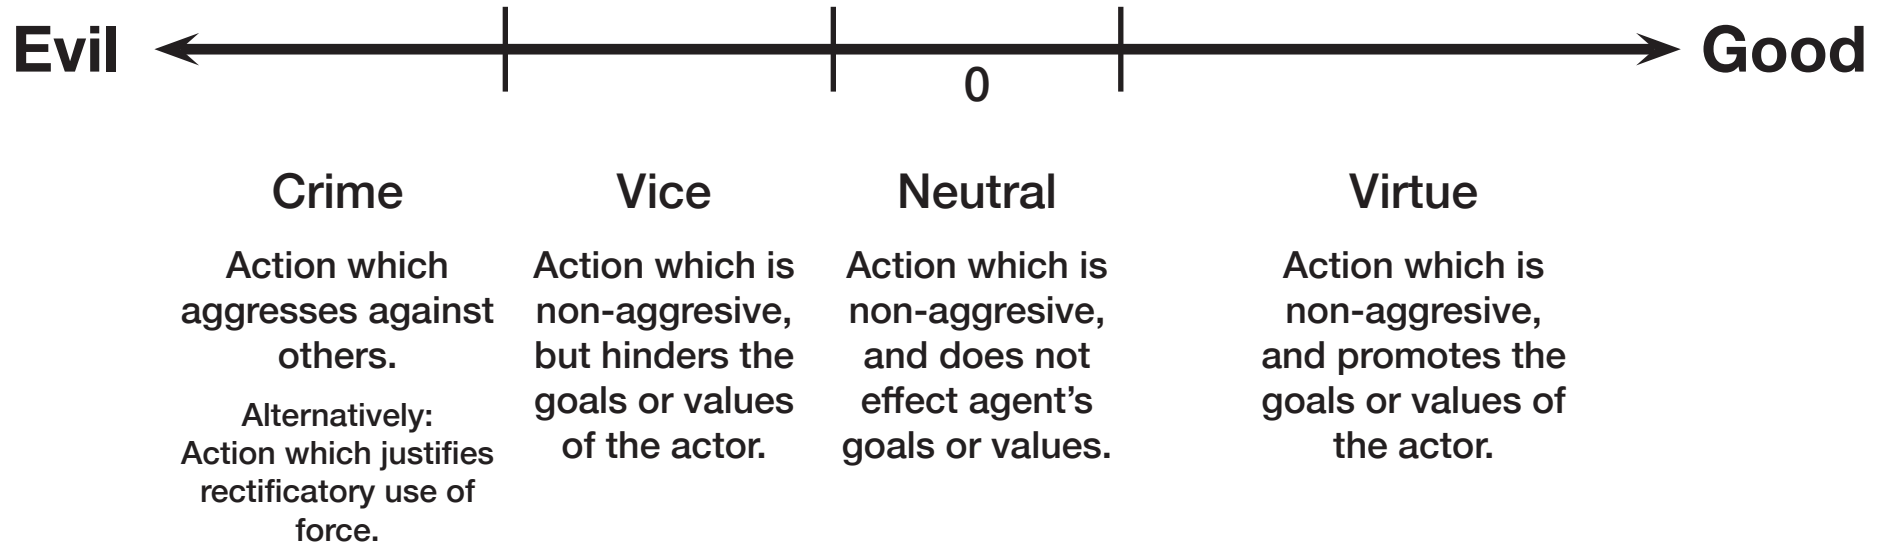 Evil
Good
0
Crime
Action which
aggresses against
others.
Alternatively:
Action which justifies
rectificatory use of
force.
Vice
Action which is
non-aggresive,
but hinders the
goals or values
of the actor.
Neutral
Action which is
non-aggresive,
and does not
effect agent’s
goals or values.
Virtue
Action which is
non-aggresive,
and promotes the
goals or values of
the actor.